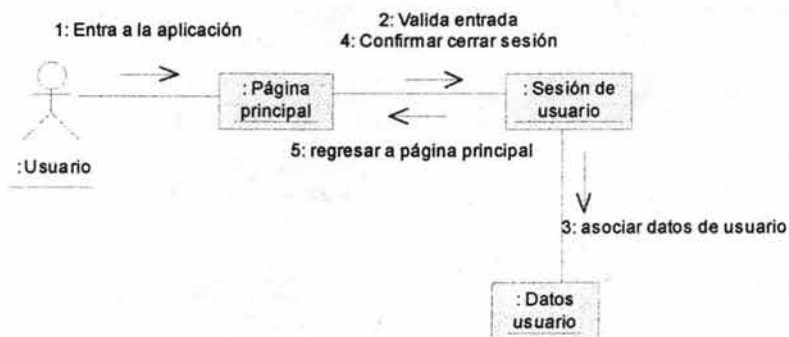 1: Entra a la aplicación
2: Valida entrada
4: Confirmar cerrar sesión
: Página
principal
: Sesión de
usuario
:Usuario
5: regresar a página principal
3: asociar datos de usuario
: Datos
usuario